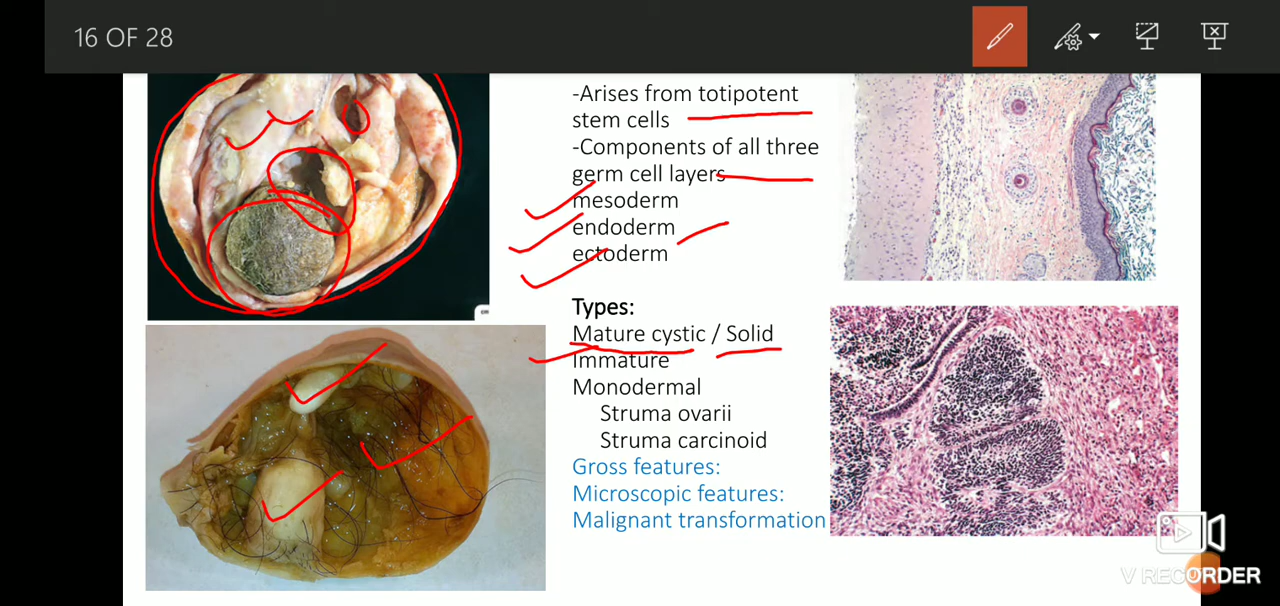 16 OF 28
-Arises from totipotent
stem cells
-Components of all three
germ cell layers
mesoderm
endoderm
ectoderm
Types:
Mature cystic / Solid
Immature
Monodermal
Struma ovarii
Struma carcinoid
Gross features:
Microscopic features:
Malignant transformation
V RECORDER